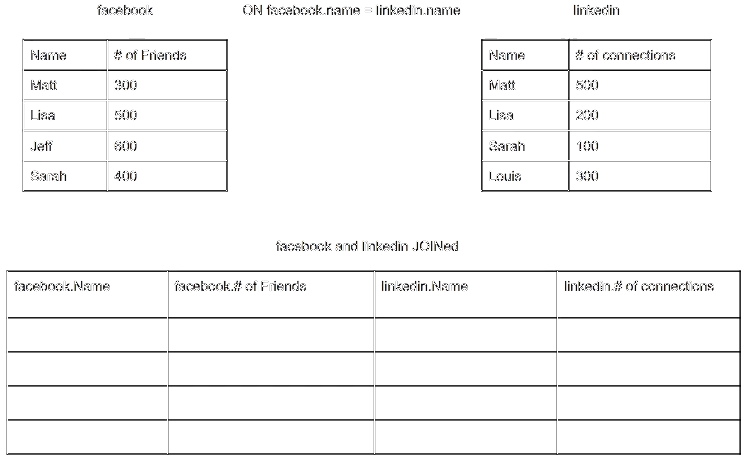 facebook ON facebook.name = linkedin.name linkedin
Name # of Friends Name # of connections
Matt 300 Matt 500
Lisa 500 Lisa 200
Jeff 600 Sarah 100
Sarah 400 Louis 300
facebook and linkedin JOINed
facebook.Name facebook.# of Friends linkedin.Name linkedin.# of connections